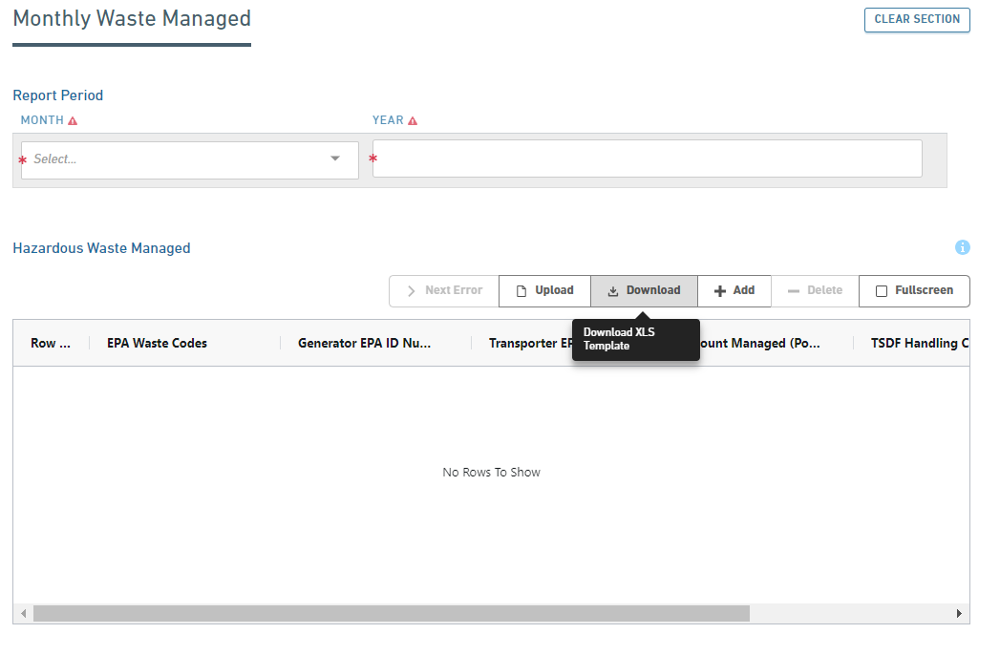 Monthly Waste Managed
CLEAR SECTION
Report Period
MONTH
YEAR
* Select...
*
Hazardous Waste Managed
Next Error
Upload
Download
Add
Delete
Fullscreen
Download XLS
Template
Row ...
EPA Waste Codes
Generator EPA ID Nu...
Transporter EP
ount Managed (Po...
TSDF Handling C
No Rows To Show